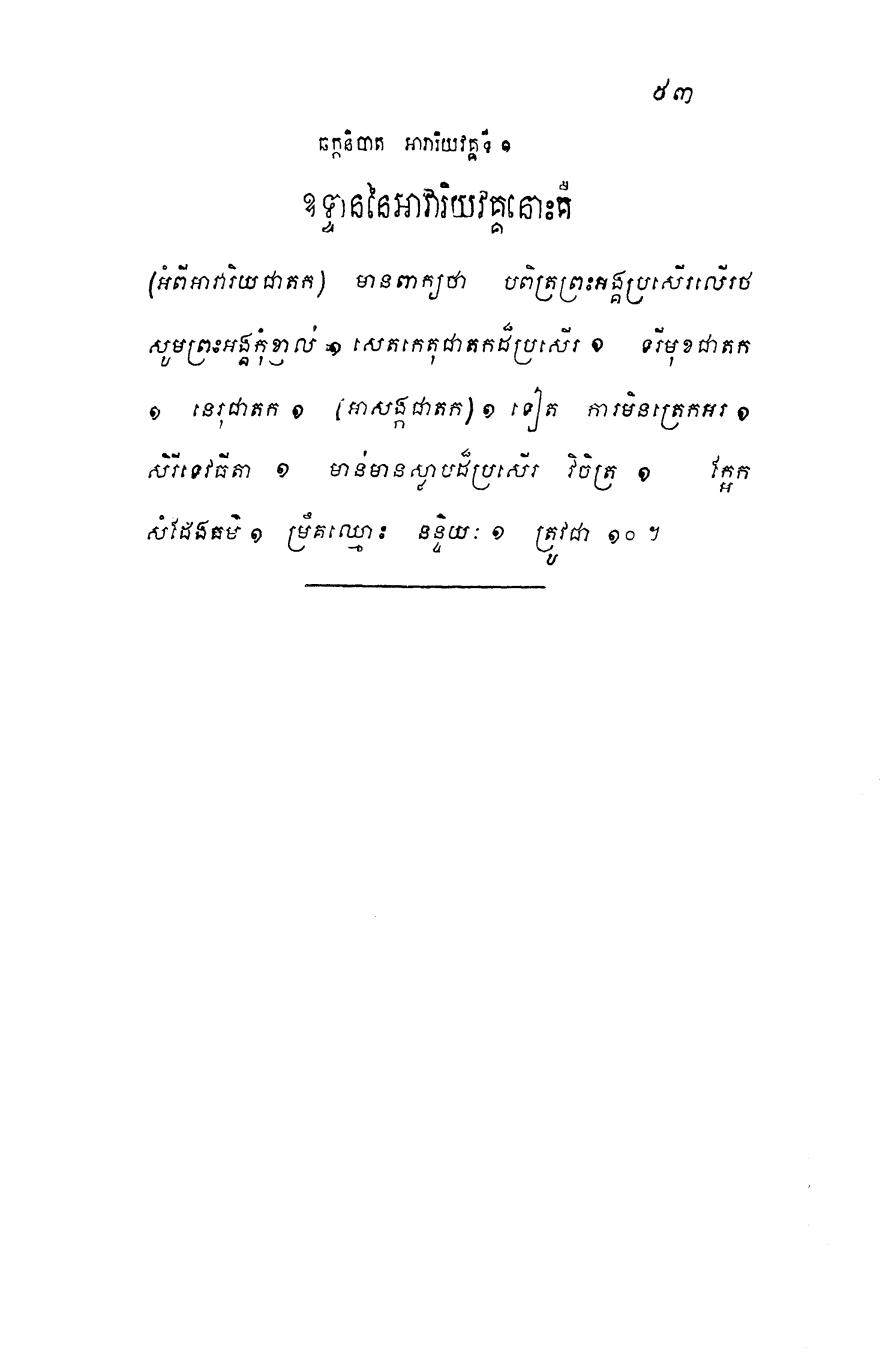 ៥៣
ឆក្កនិបាត អាវារិយវគ្គទី ១
ឧទ្ទាននៃអាវារិយវគ្គនោះគឺ
(អំពីអាវារិយជាតក) មានពាក្យថា បពិត្រព្រះអង្គប្រសើរលើរថ
សូមព្រះអង្គកុំខ្ញាល់ ១ សេតកេតុជាតកដ៏ប្រសើរ ១ ទរីមុខជាតក
១ នេរុជាតក ១ (អាសង្កជាតក) ១ ទៀត ការមិនត្រេកអរ ១
សិរីទេវធីតា ១ មាន់មានស្លាបដ៏ប្រសើរ វិចិត្រ ១ ក្អែក
សំដែងធម៌ ១ ម្រឹគឈ្មោះ នន្ទិយៈ ១ ត្រូវជា ១០ ។